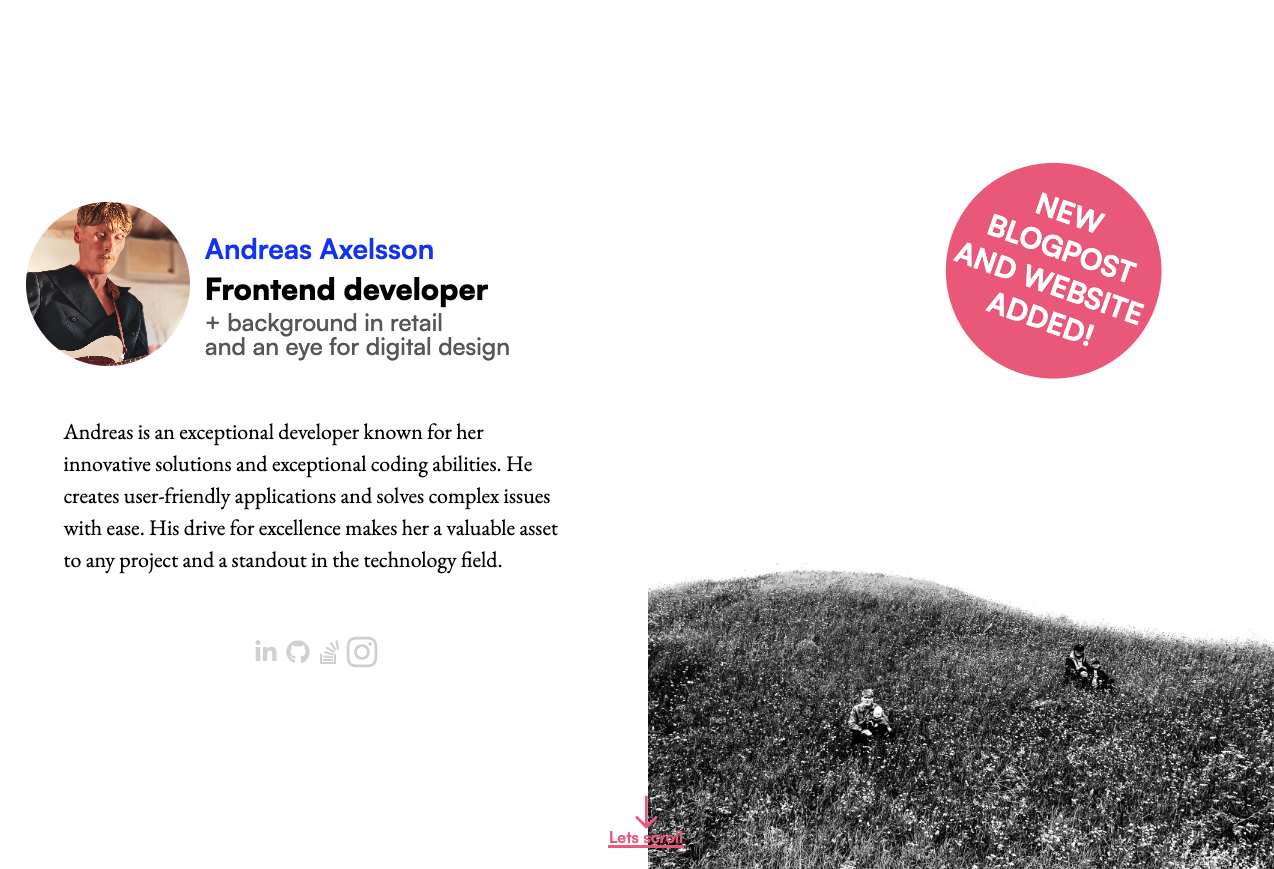 Andreas Axelsson
Frontend developer
+ background in retail
and an eye for digital design
Andreas is an exceptional developer known for her
innovative solutions and exceptional coding abilities. He
creates user-friendly applications and solves complex issues
with ease. His drive for excellence makes her a valuable asset
to any project and a standout in the technology field.
in
NEW
BLOGPOST
AND WEBSITE
ADDED!
Lets scroll